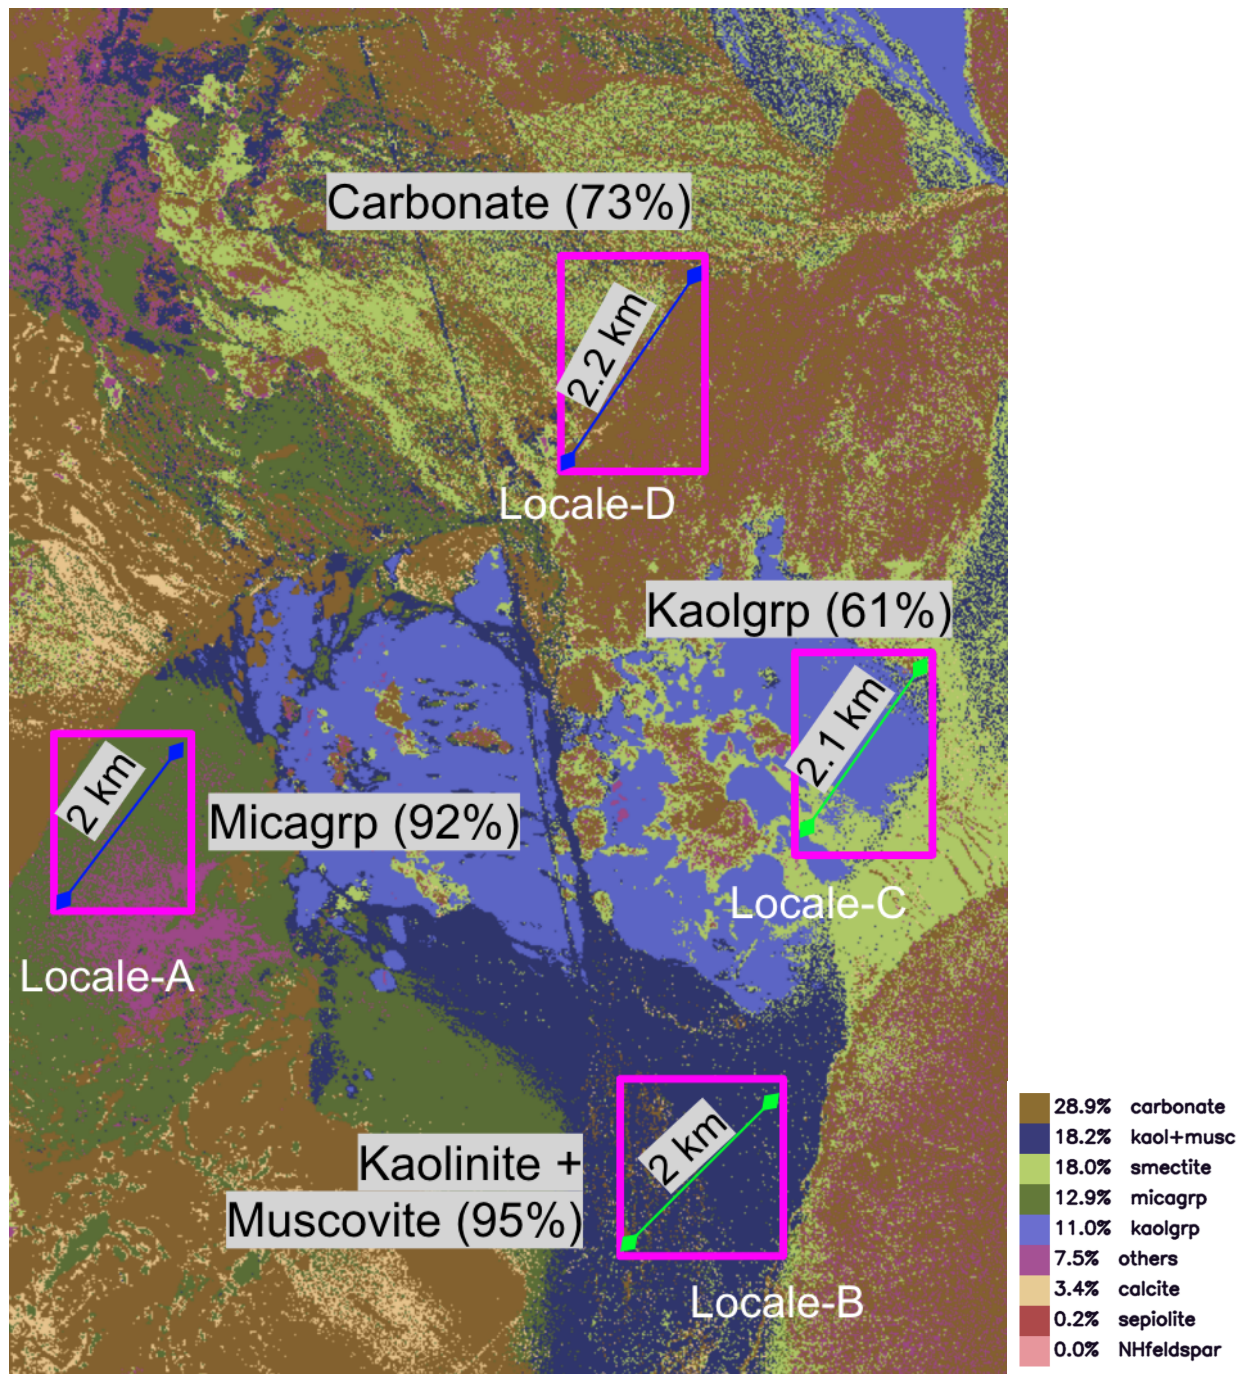 Carbonate (73%)
2.2 km
Locale-D
Kaolgrp (61%)
2.1 km
2 km
Micagrp (92%)
Locale-C
Locale-A
2 km
Kaolinite +
Muscovite (95%)
Locale-B
28.9% carbonate
18.2% kaol+musc
18.0% smectite
12.9% micagrp
11.0% kaolgrp
7.5% others
3.4% calcite
0.2% sepiolite
0.0% NHfeldspar